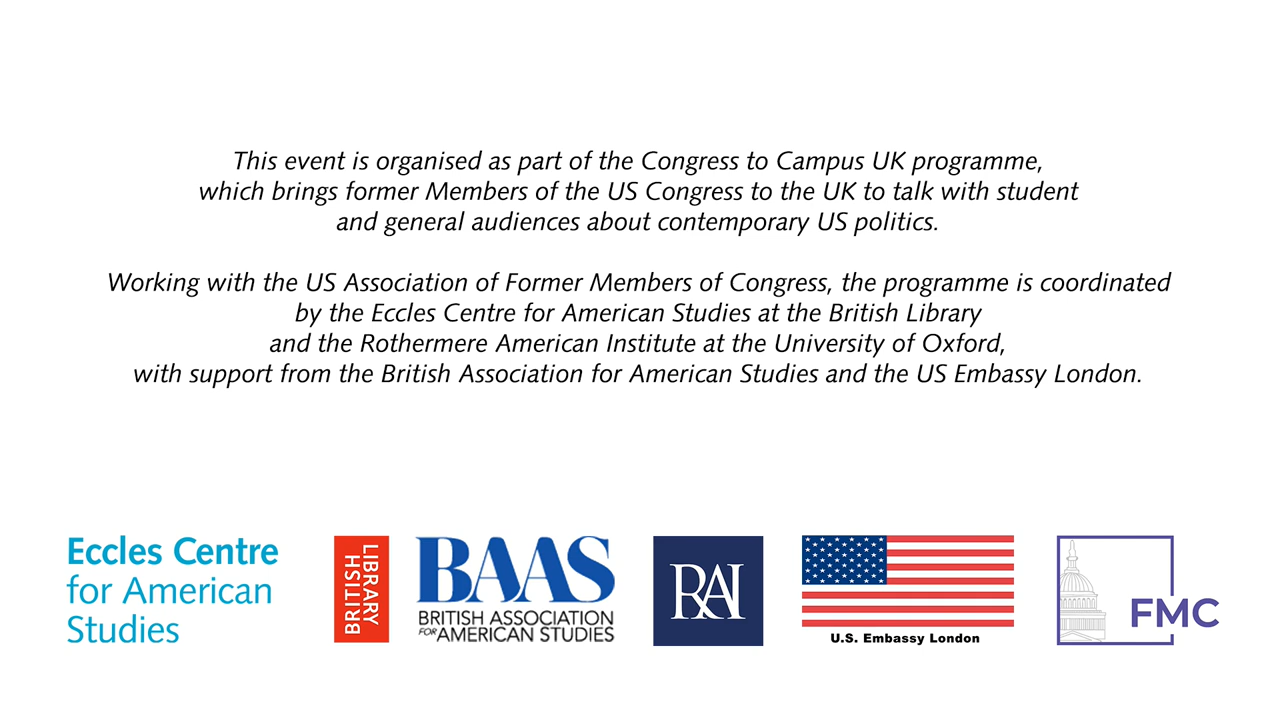 This event is organised as part of the Congress to Campus UK programme,
which brings former Members of the US Congress to the UK to talk with student
and general audiences about contemporary US politics.
Working with the US Association of Former Members of Congress, the programme is coordinated
by the Eccles Centre for American Studies at the British Library
and the Rothermere American Institute at the University of Oxford,
with support from the British Association for American Studies and the US Embassy London.
Eccles Centre
for American
Studies
BRITISH
LIBRARY
BAAS
BRITISH ASSOCIATION
FOR AMERICAN STUDIES
RAI
U.S. Embassy London
FMC